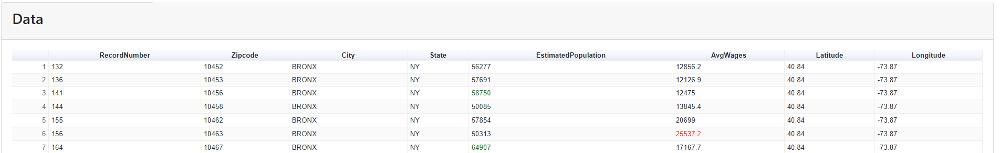 Data
RecordNumber Zipcode City State EstimatedPopulation AvgWages Latitude Longitude
1 132 10452 BRONX NY 56277 12856.2 40.84 -73.87
2 136 10453 BRONX NY 57691 12126.9 40.84 -73.87
3 141 10456 BRONX NY 58750 12475 40.84 -73.87
4 144 10458 BRONX NY 50085 13845.4 40.84 -73.87
5 155 10462 BRONX NY 57854 20699 40.84 -73.87
6 156 10463 BRONX NY 50313 25537.2 40.84 -73.87
7 164 10467 BRONX NY 64907 17167.7 40.84 -73.87